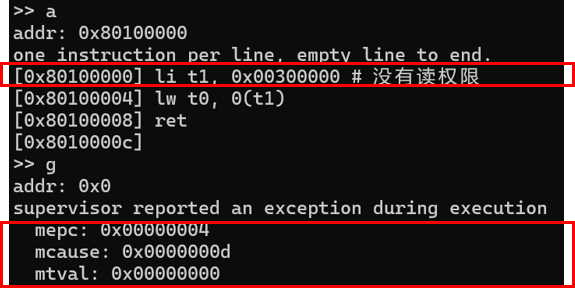 >> a
addr: 0x80100000
one instruction per line, empty line to end.
[0x80100000] li t1, 0x00300000 # 没有读权限
[0x80100004] lw t0, 0(t1)
[0x80100008] ret
[0x8010000c]
>> g
addr: 0x0
supervisor reported an exception during execution
mepc: 0x00000004
mcause: 0x0000000d
mtval: 0x00000000